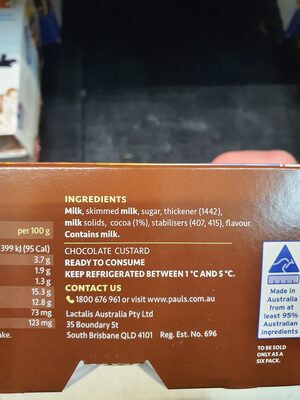 per 100 g
399 kJ (95 Cal)
3.7 g
1.9 g
1.3 g
15.3 g
12.8 g
73 mg
123 mg
INGREDIENTS
Milk, skimmed milk, sugar, thickener (1442),
milk solids, cocoa (1%), stabilisers (407, 415), flavour.
Contains milk.
CHOCOLATE CUSTARD
READY TO CONSUME
KEEP REFRIGERATED BETWEEN 1 °C AND 5 °C.
CONTACT US
1800 676 961 or visit www.pauls.com.au
Lactalis Australia Pty Ltd
35 Boundary St
South Brisbane QLD 4101 Reg. Est. No. 696
Made in
Australia
from at
least 95%
Australian
ingredients
TO BE SOLD
ONLY AS A
SIX PACK.